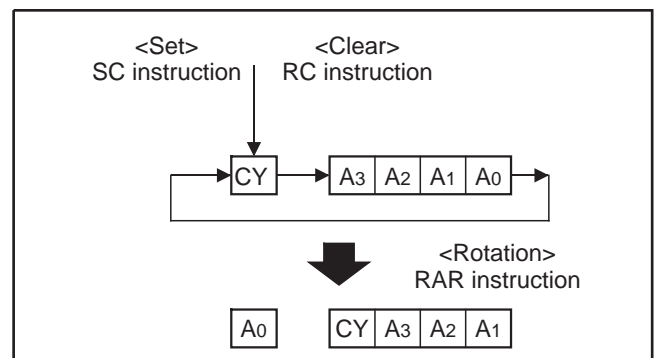 <Set> <Clear>
SC instruction RC instruction
CY A3 A2 A1 A0
<Rotation>
RAR instruction
A0 CY A3 A2 A1